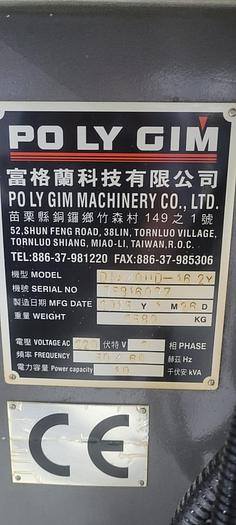 PO LY GIM
富格蘭科技有限公司
PO LY GIM MACHINERY CO., LTD.
苗栗縣銅鑼鄉竹森村149之1號
52,SHUN FENG ROAD, 38LIN, TORNLUO VILLAGE,
TORNLUO SHIANG, MIAO-LI, TAIWAN,R.O.C.
TEL:886-37-981220 FAX:886-37-985306
機型 MODEL
機號 SERIAL NO
製造日期 MFG DATE Y M D
重量 WEIGHT KG
電壓 VOLTAGE AC 220 伏特V 相 PHASE
頻率 FREQUENCY 50/60 赫茲 Hz
電力容量 Power capacity 10 千伏安 kVA
CE